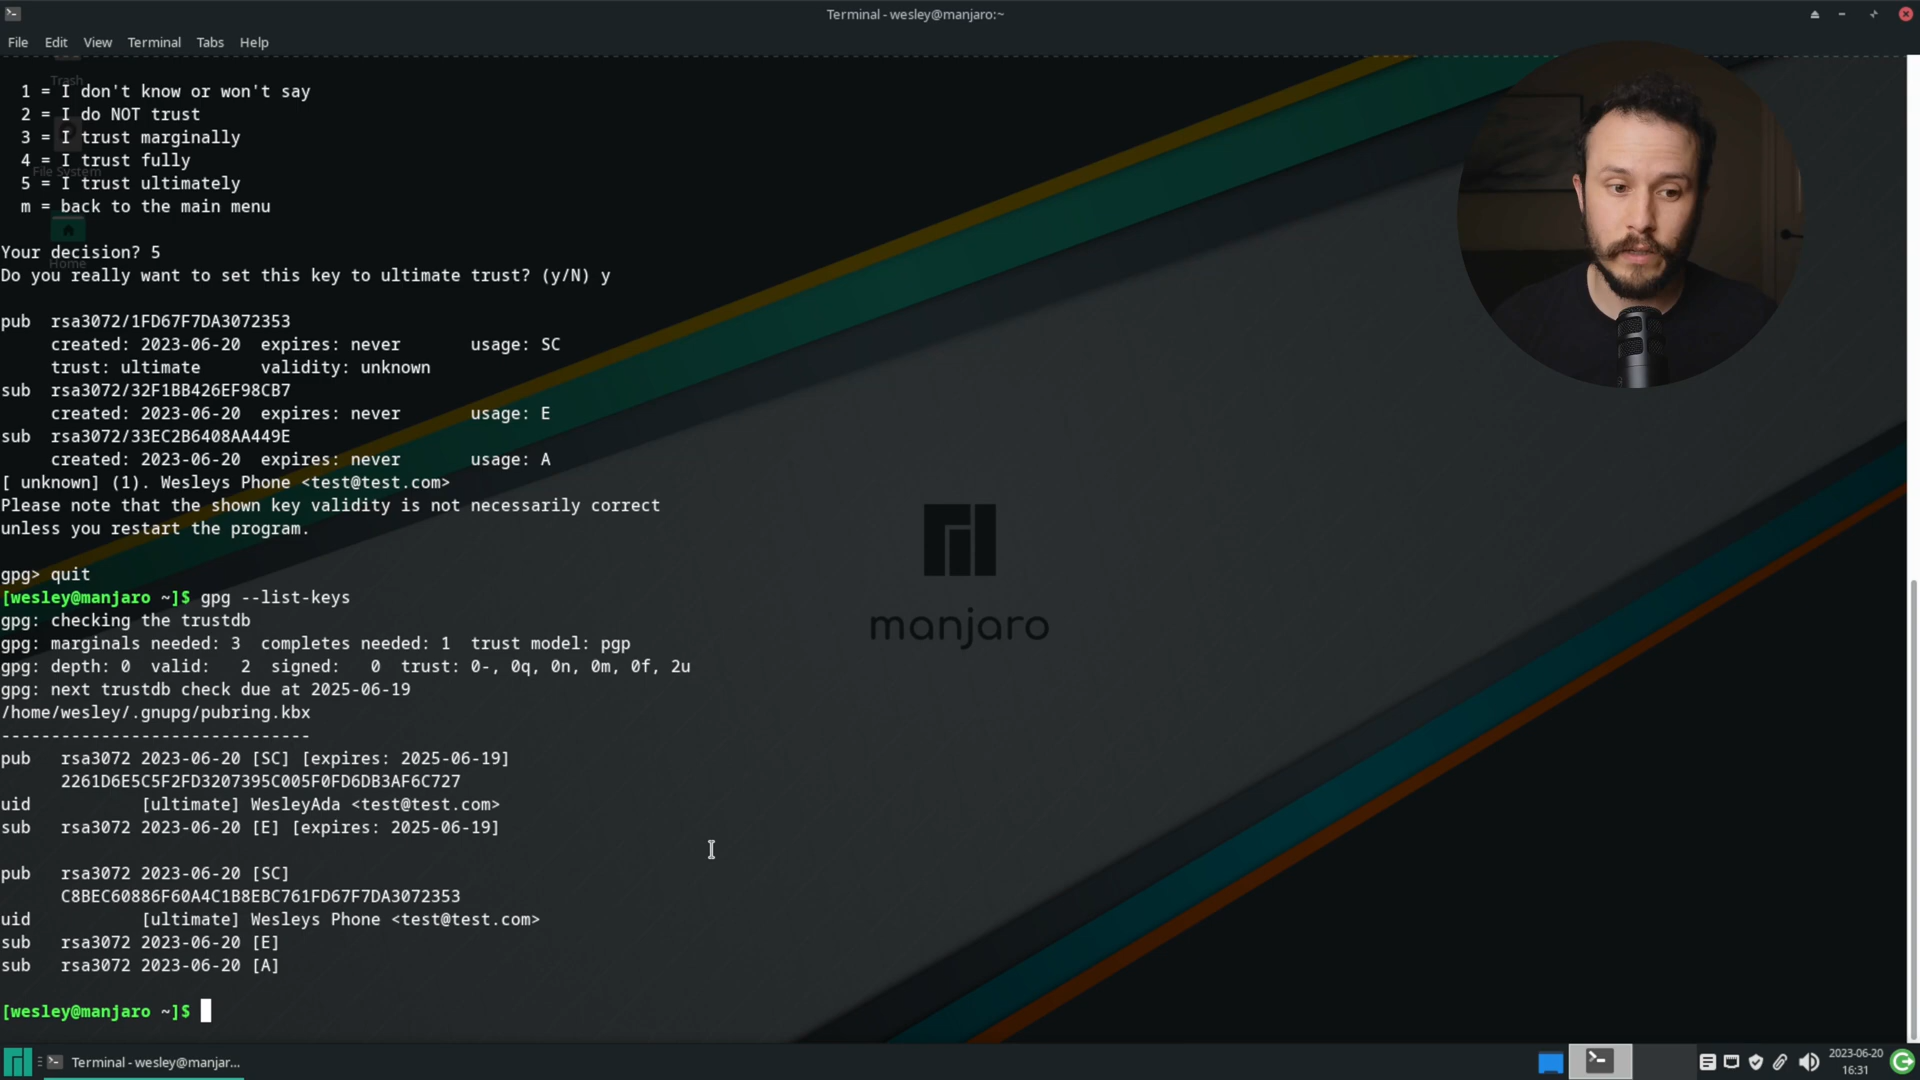 Terminal - wesley@manjaro:~
File Edit View Terminal Tabs Help
Trash
1 = I don't know or won't say
2 = I do NOT trust
3 = I trust marginally
4 = I trust fully
File System
5 = I trust ultimately
m = back to the main menu
Your decision? 5
Home
Do you really want to set this key to ultimate trust? (y/N) y
pub rsa3072/1FD67F7DA3072353
created: 2023-06-20 expires: never usage: SC
trust: ultimate validity: unknown
sub rsa3072/32F1BB426EF98CB7
created: 2023-06-20 expires: never usage: E
sub rsa3072/33EC2B6408AA449E
created: 2023-06-20 expires: never usage: A
[ unknown] (1). Wesleys Phone <test@test.com>
Please note that the shown key validity is not necessarily correct
unless you restart the program.
gpg> quit
[wesley@manjaro ~]$ gpg --list-keys
gpg: checking the trustdb
gpg: marginals needed: 3 completes needed: 1 trust model: pgp
gpg: depth: 0 valid: 2 signed: 0 trust: 0-, 0q, 0n, 0m, 0f, 2u
gpg: next trustdb check due at 2025-06-19
/home/wesley/.gnupg/pubring.kbx
-------------------------------
pub rsa3072 2023-06-20 [SC] [expires: 2025-06-19]
2261D6E5C5F2FD3207395C005F0FD6DB3AF6C727
uid [ultimate] WesleyAda <test@test.com>
sub rsa3072 2023-06-20 [E] [expires: 2025-06-19]
pub rsa3072 2023-06-20 [SC]
C8BEC60886F60A4C1B8EBC761FD67F7DA3072353
uid [ultimate] Wesleys Phone <test@test.com>
sub rsa3072 2023-06-20 [E]
sub rsa3072 2023-06-20 [A]
[wesley@manjaro ~]$
manjaro
Terminal - wesley@manjar...
2023-06-20
16:31